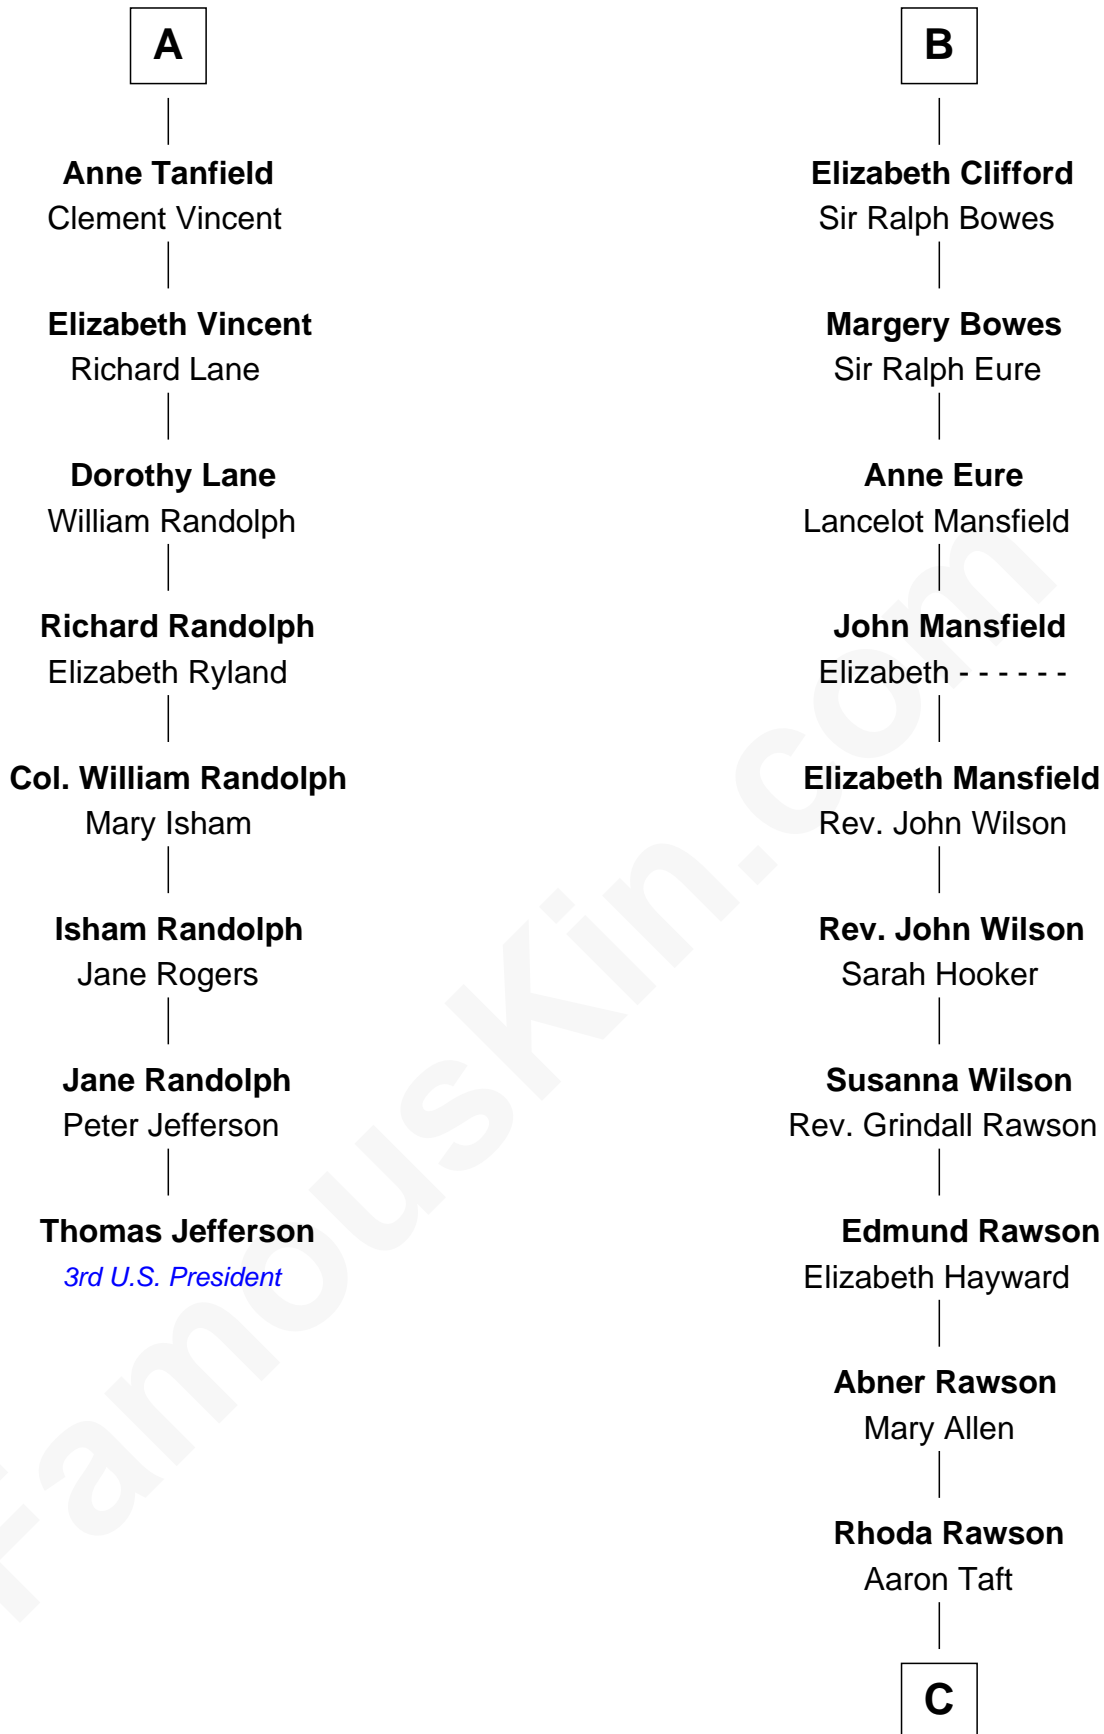 A
Anne Tanfield
Clement Vincent
Elizabeth Vincent
Richard Lane
Dorothy Lane
William Randolph
Richard Randolph
Elizabeth Ryland
Col. William Randolph
Mary Isham
Isham Randolph
Jane Rogers
Jane Randolph
Peter Jefferson
Thomas Jefferson
3rd U.S. President
B
Elizabeth Clifford
Sir Ralph Bowes
Margery Bowes
Sir Ralph Eure
Anne Eure
Lancelot Mansfield
John Mansfield
Elizabeth - - - - - -
Elizabeth Mansfield
Rev. John Wilson
Rev. John Wilson
Sarah Hooker
Susanna Wilson
Rev. Grindall Rawson
Edmund Rawson
Elizabeth Hayward
Abner Rawson
Mary Allen
Rhoda Rawson
Aaron Taft
C
FamousKin.com